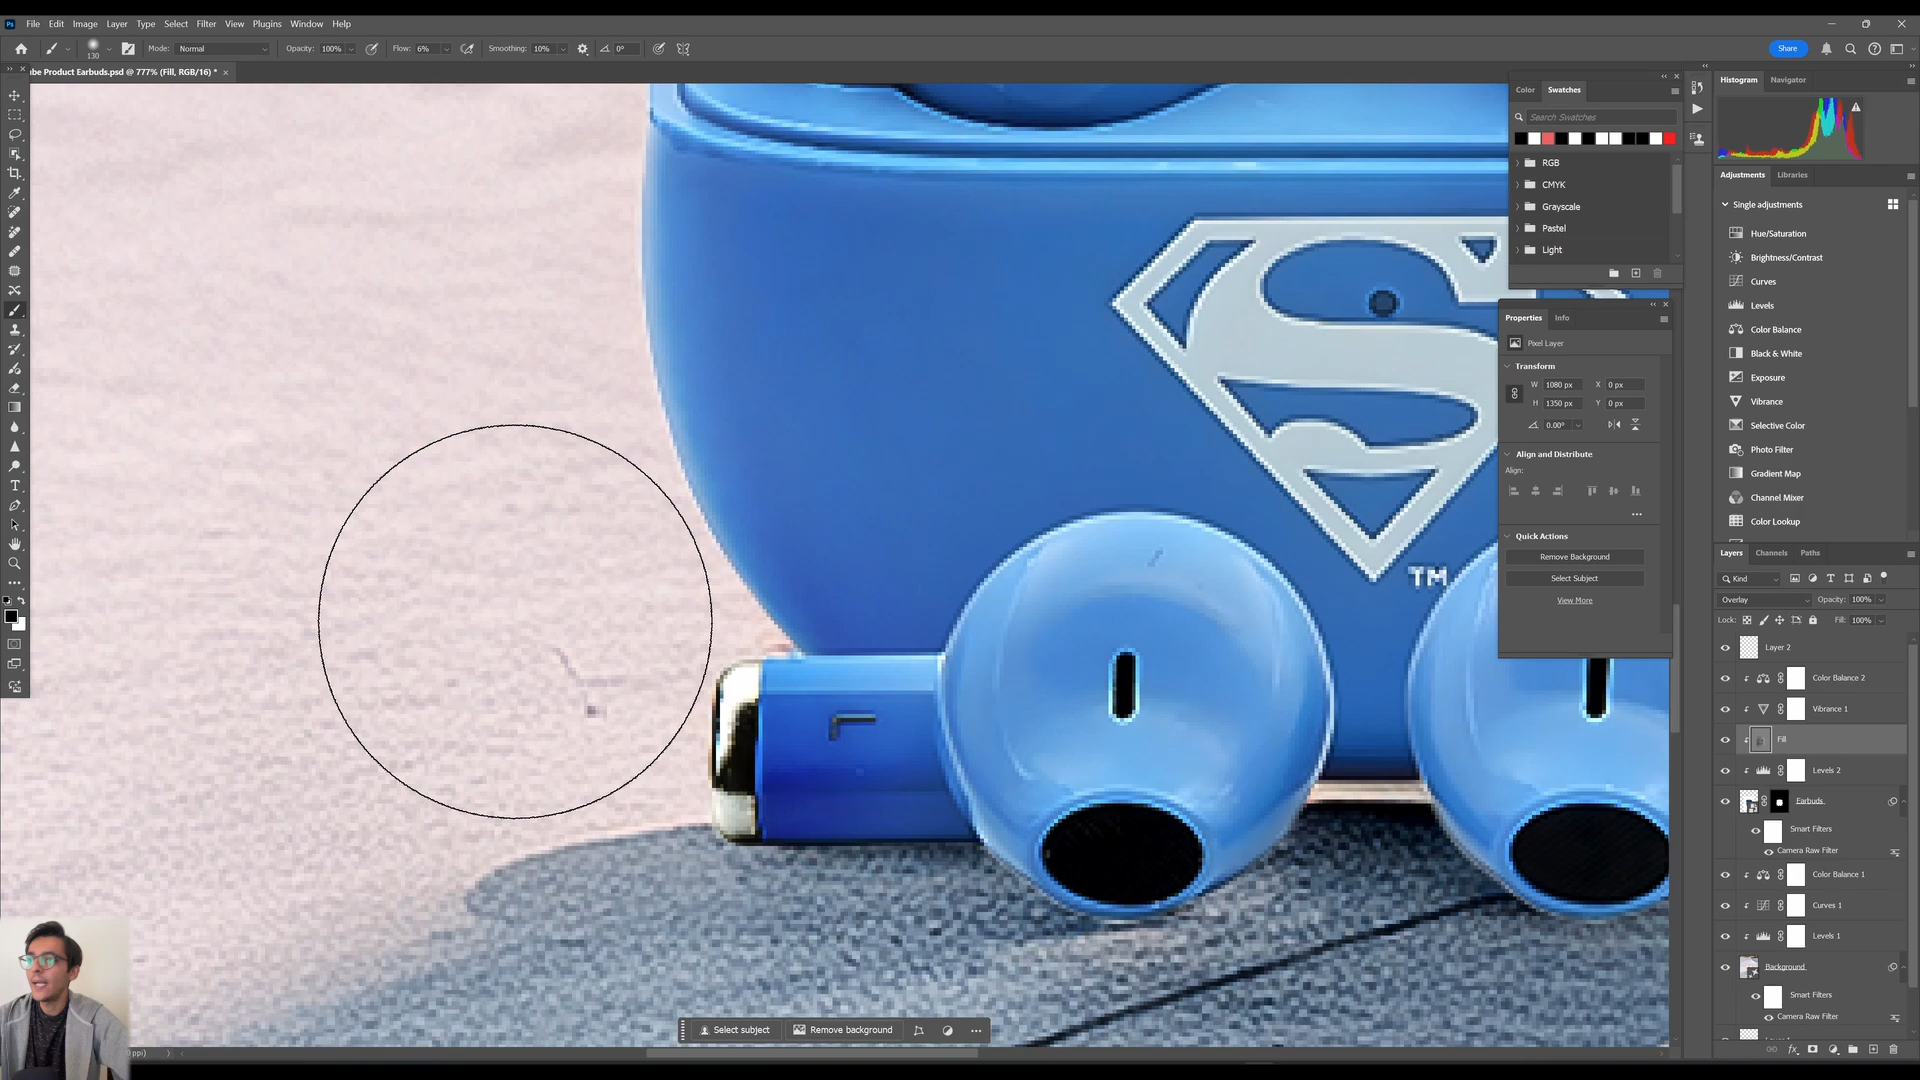 Ps File Edit Image Layer Type Select Filter View Plugins Window Help
130 Mode: Normal Opacity: 100% Flow: 6% Smoothing: 10% 0° Share
be Product Earbuds.psd @ 777% (Fill, RGB/16) * ×
Color Swatches
Search Swatches
RGB
CMYK
Grayscale
Pastel
Light
Properties Info
Pixel Layer
Transform
W 1080 px X 0 px
H 1350 px Y 0 px
0.00°
Align and Distribute
Align:
Quick Actions
Remove Background
Select Subject
View More
Histogram Navigator
Adjustments Libraries
Single adjustments
Hue/Saturation
Brightness/Contrast
Curves
Levels
Color Balance
Black & White
Exposure
Vibrance
Selective Color
Photo Filter
Gradient Map
Channel Mixer
Color Lookup
Layers Channels Paths
Kind
Overlay Opacity: 100%
Lock: Fill: 100%
Layer 2
Color Balance 2
Vibrance 1
Fill
Levels 2
Earbuds
Smart Filters
Camera Raw Filter
Color Balance 1
Curves 1
Levels 1
Background
Smart Filters
Camera Raw Filter
S
TM
Select subject Remove background
ppi)